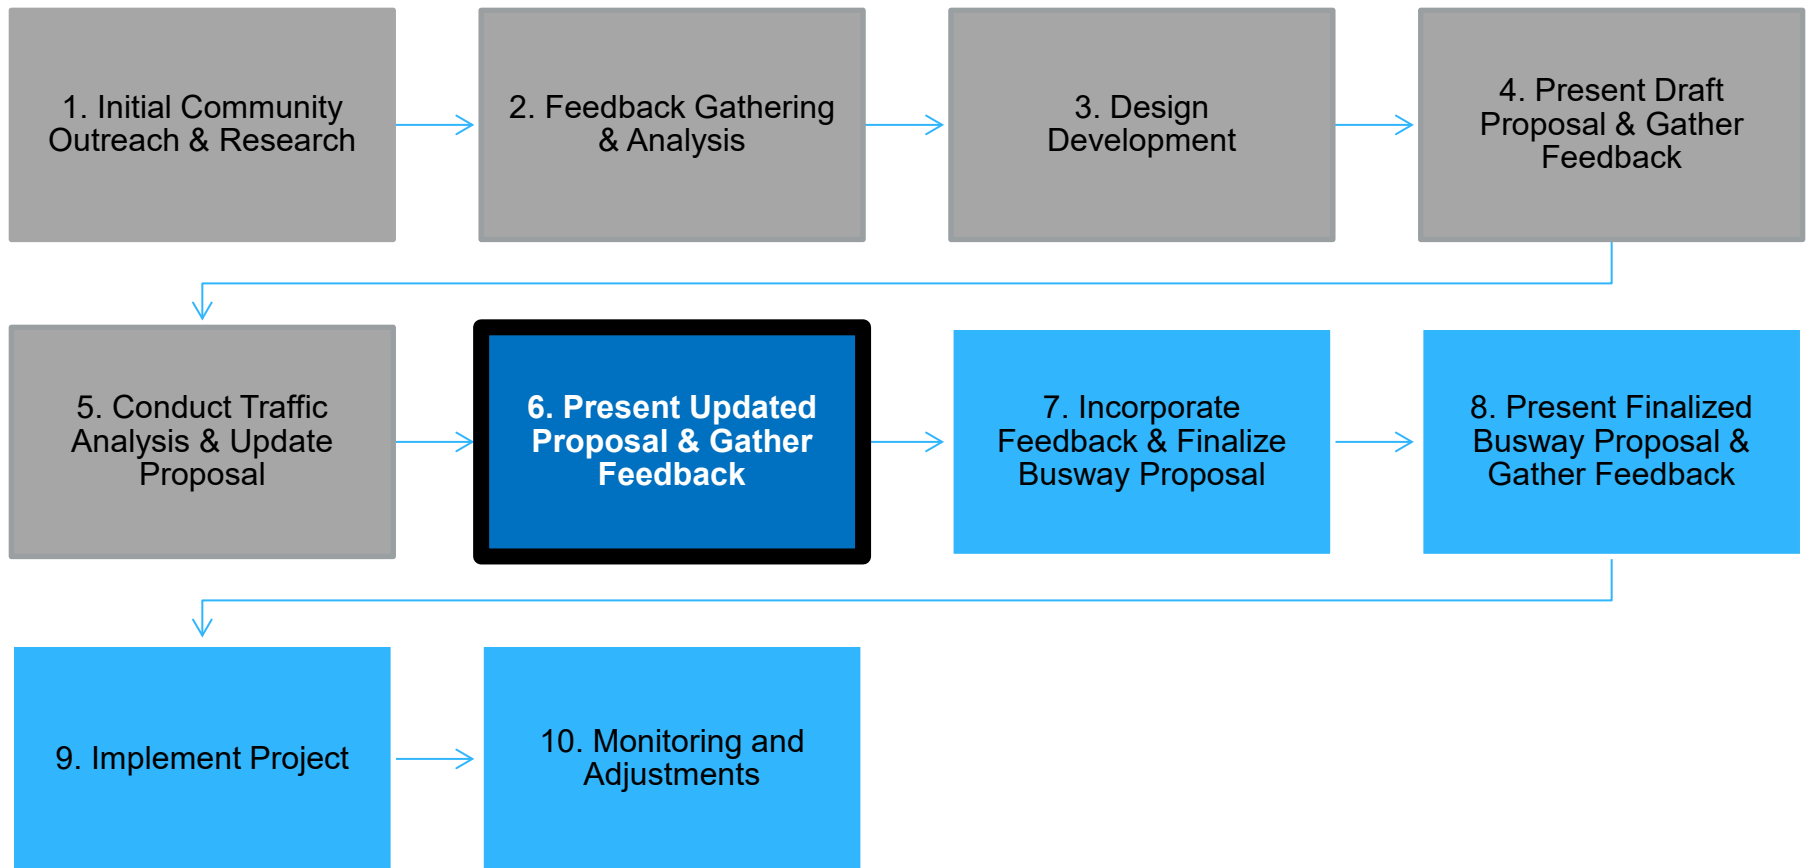 1. Initial Community
Outreach & Research
2. Feedback Gathering
& Analysis
3. Design
Development
4. Present Draft
Proposal & Gather
Feedback
5. Conduct Traffic
Analysis & Update
Proposal
6. Present Updated
Proposal & Gather
Feedback
7. Incorporate
Feedback & Finalize
Busway Proposal
8. Present Finalized
Busway Proposal &
Gather Feedback
9. Implement Project
10. Monitoring and
Adjustments